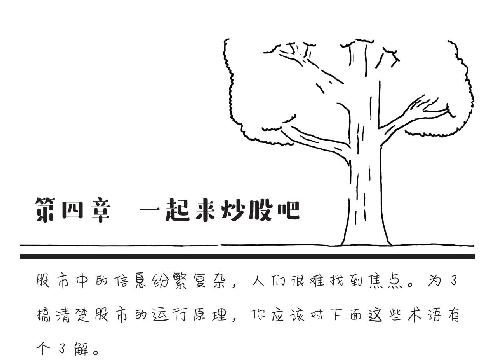 第四章 一起来炒股吧
股市中的信息纷繁复杂，人们很难找到焦点。为了
搞清楚股市的运行原理，你应该对下面这些术语有
个了解。